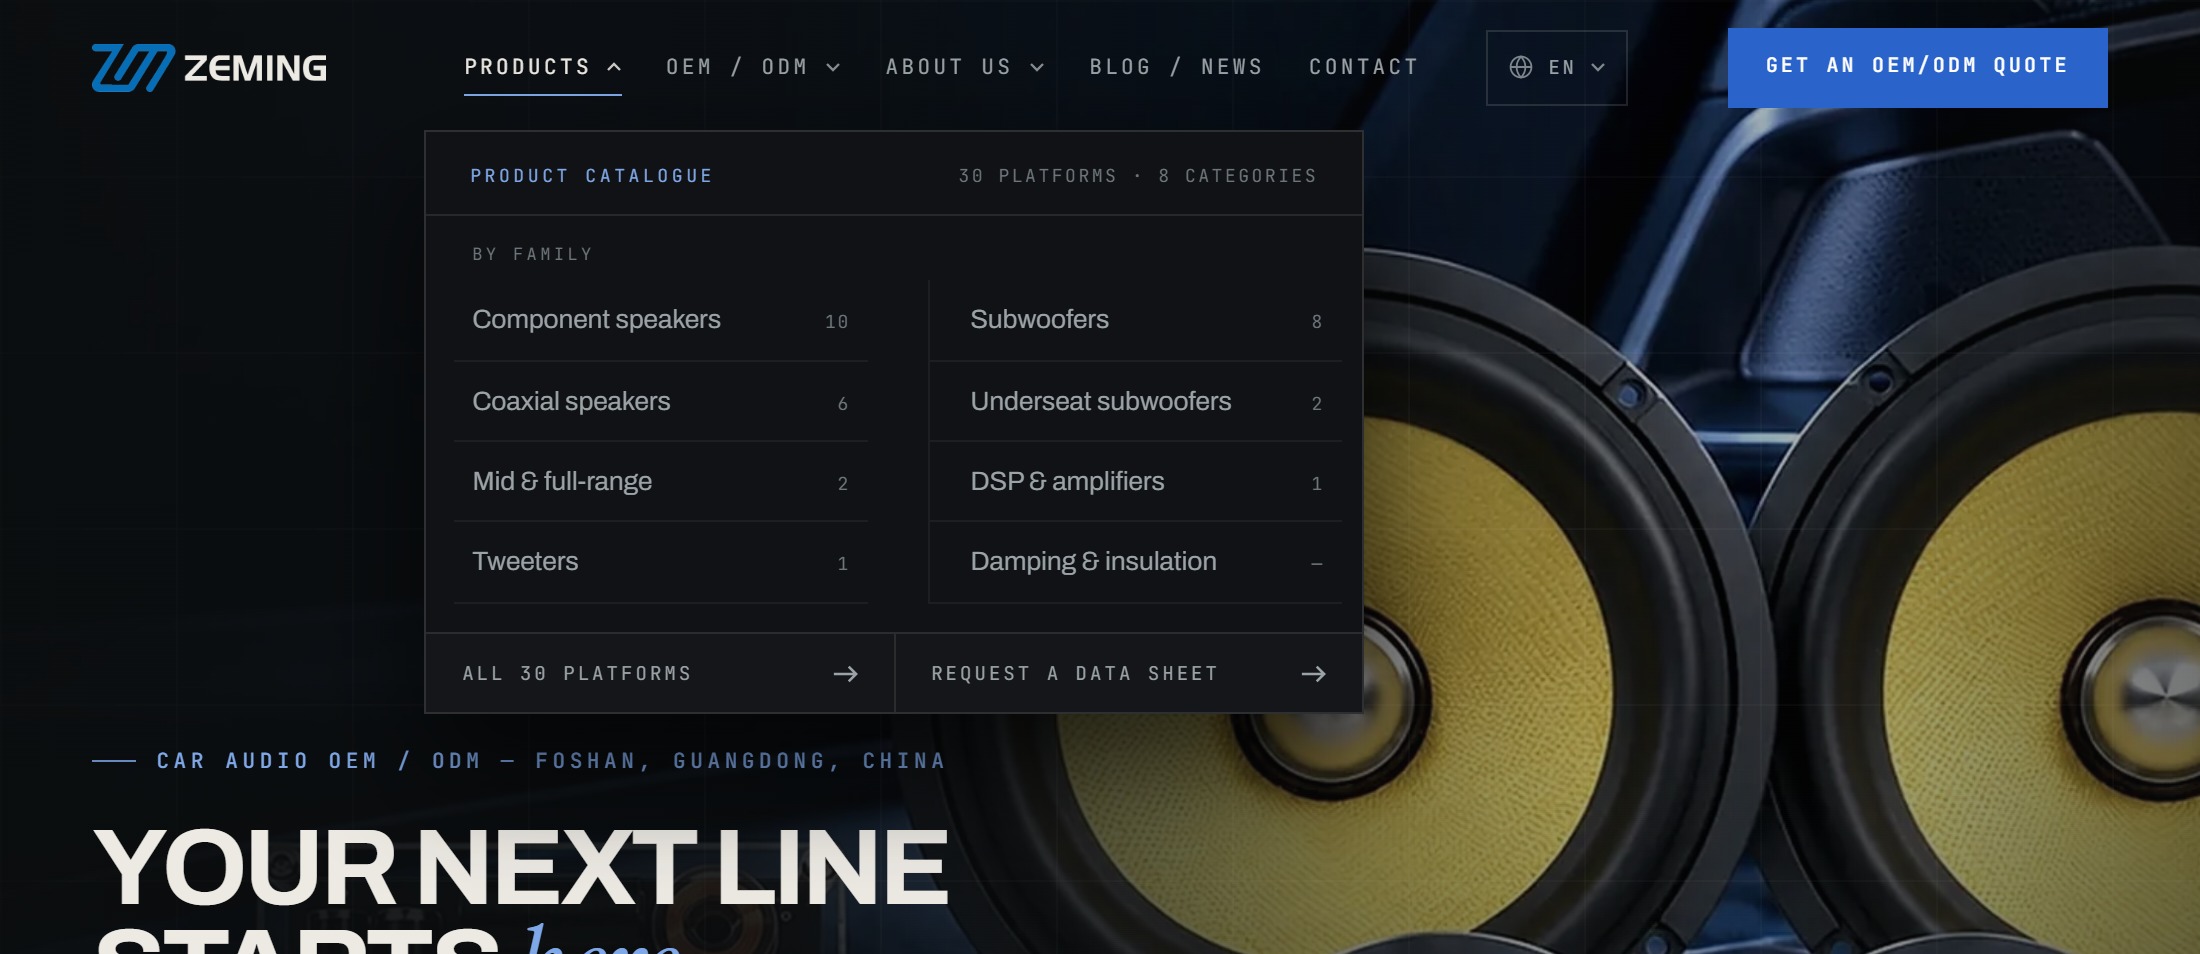 ZEMING
PRODUCTS
OEM / ODM
ABOUT US
BLOG / NEWS
CONTACT
EN
GET AN OEM/ODM QUOTE
PRODUCT CATALOGUE
30 PLATFORMS · 8 CATEGORIES
BY FAMILY
Component speakers 10
Coaxial speakers 6
Mid & full-range 2
Tweeters 1
Subwoofers 8
Underseat subwoofers 2
DSP & amplifiers 1
Damping & insulation –
ALL 30 PLATFORMS →
REQUEST A DATA SHEET →
CAR AUDIO OEM / ODM — FOSHAN, GUANGDONG, CHINA
YOUR NEXT LINE
STARTS here